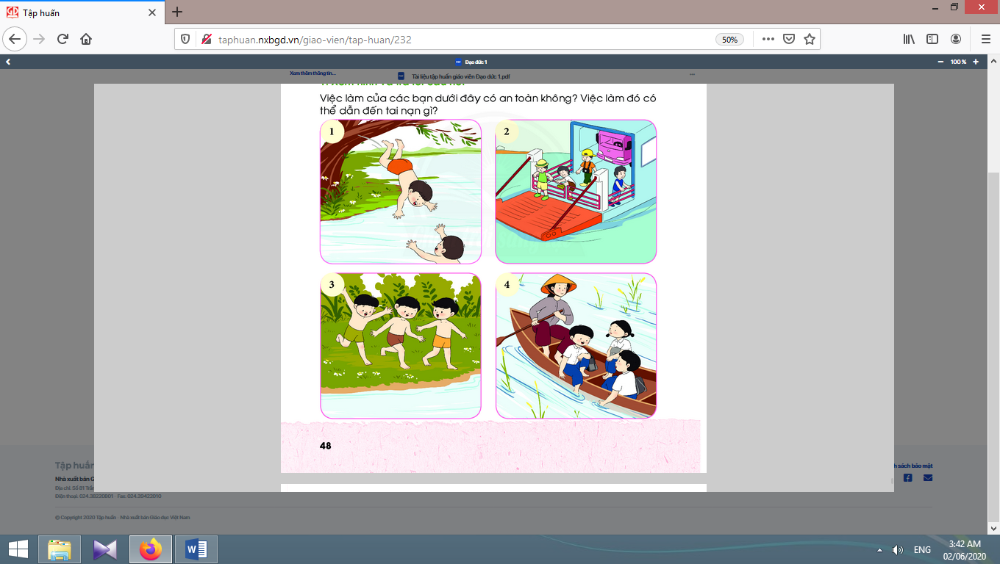 Tập huấn
taphuan.nxbgd.vn/giao-vien/tap-huan/232
50%
Đạo đức 1
100 %
Xem thêm thông tin...
Tài liệu tập huấn giáo viên Đạo đức 1.pdf
Việc làm của các bạn dưới đây có an toàn không? Việc làm đó có
thể dẫn đến tai nạn gì?
1
2
3
4
48
Tập huấn
Nhà xuất bản G
Địa chỉ: Số 81 Trần
Điện thoại: 024.38220801 Fax: 024.39422010
h sách bảo mật
© Copyright 2020 Tập huấn Nhà xuất bản Giáo dục Việt Nam
ENG
3:42 AM
02/06/2020